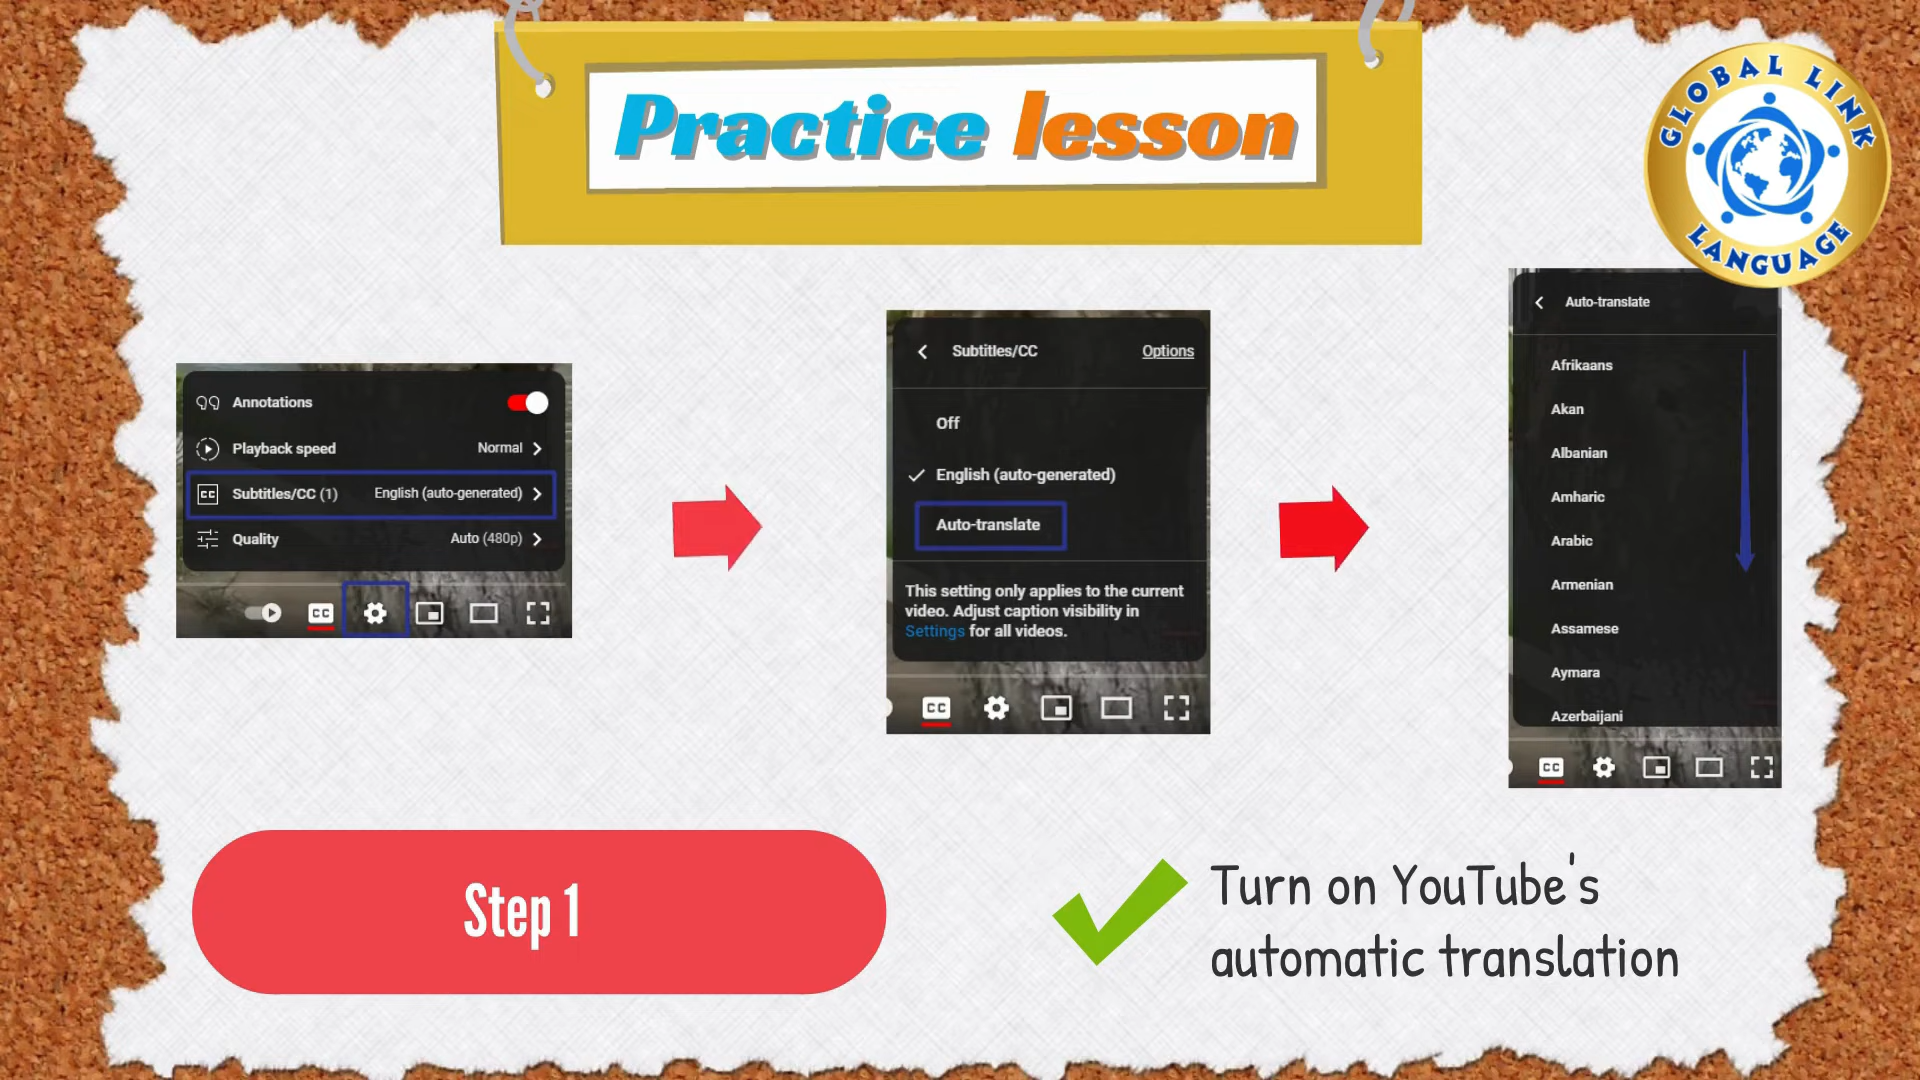 Practice lesson
GLOBAL LINK
LANGUAGE
Annotations
Playback speed Normal
Subtitles/CC (1) English (auto-generated)
Quality Auto (480p)
CC
Subtitles/CC Options
Off
English (auto-generated)
Auto-translate
This setting only applies to the current
video. Adjust caption visibility in
Settings for all videos.
CC
Auto-translate
Afrikaans
Akan
Albanian
Amharic
Arabic
Armenian
Assamese
Aymara
Azerbaijani
CC
Step 1
Turn on YouTube's
automatic translation